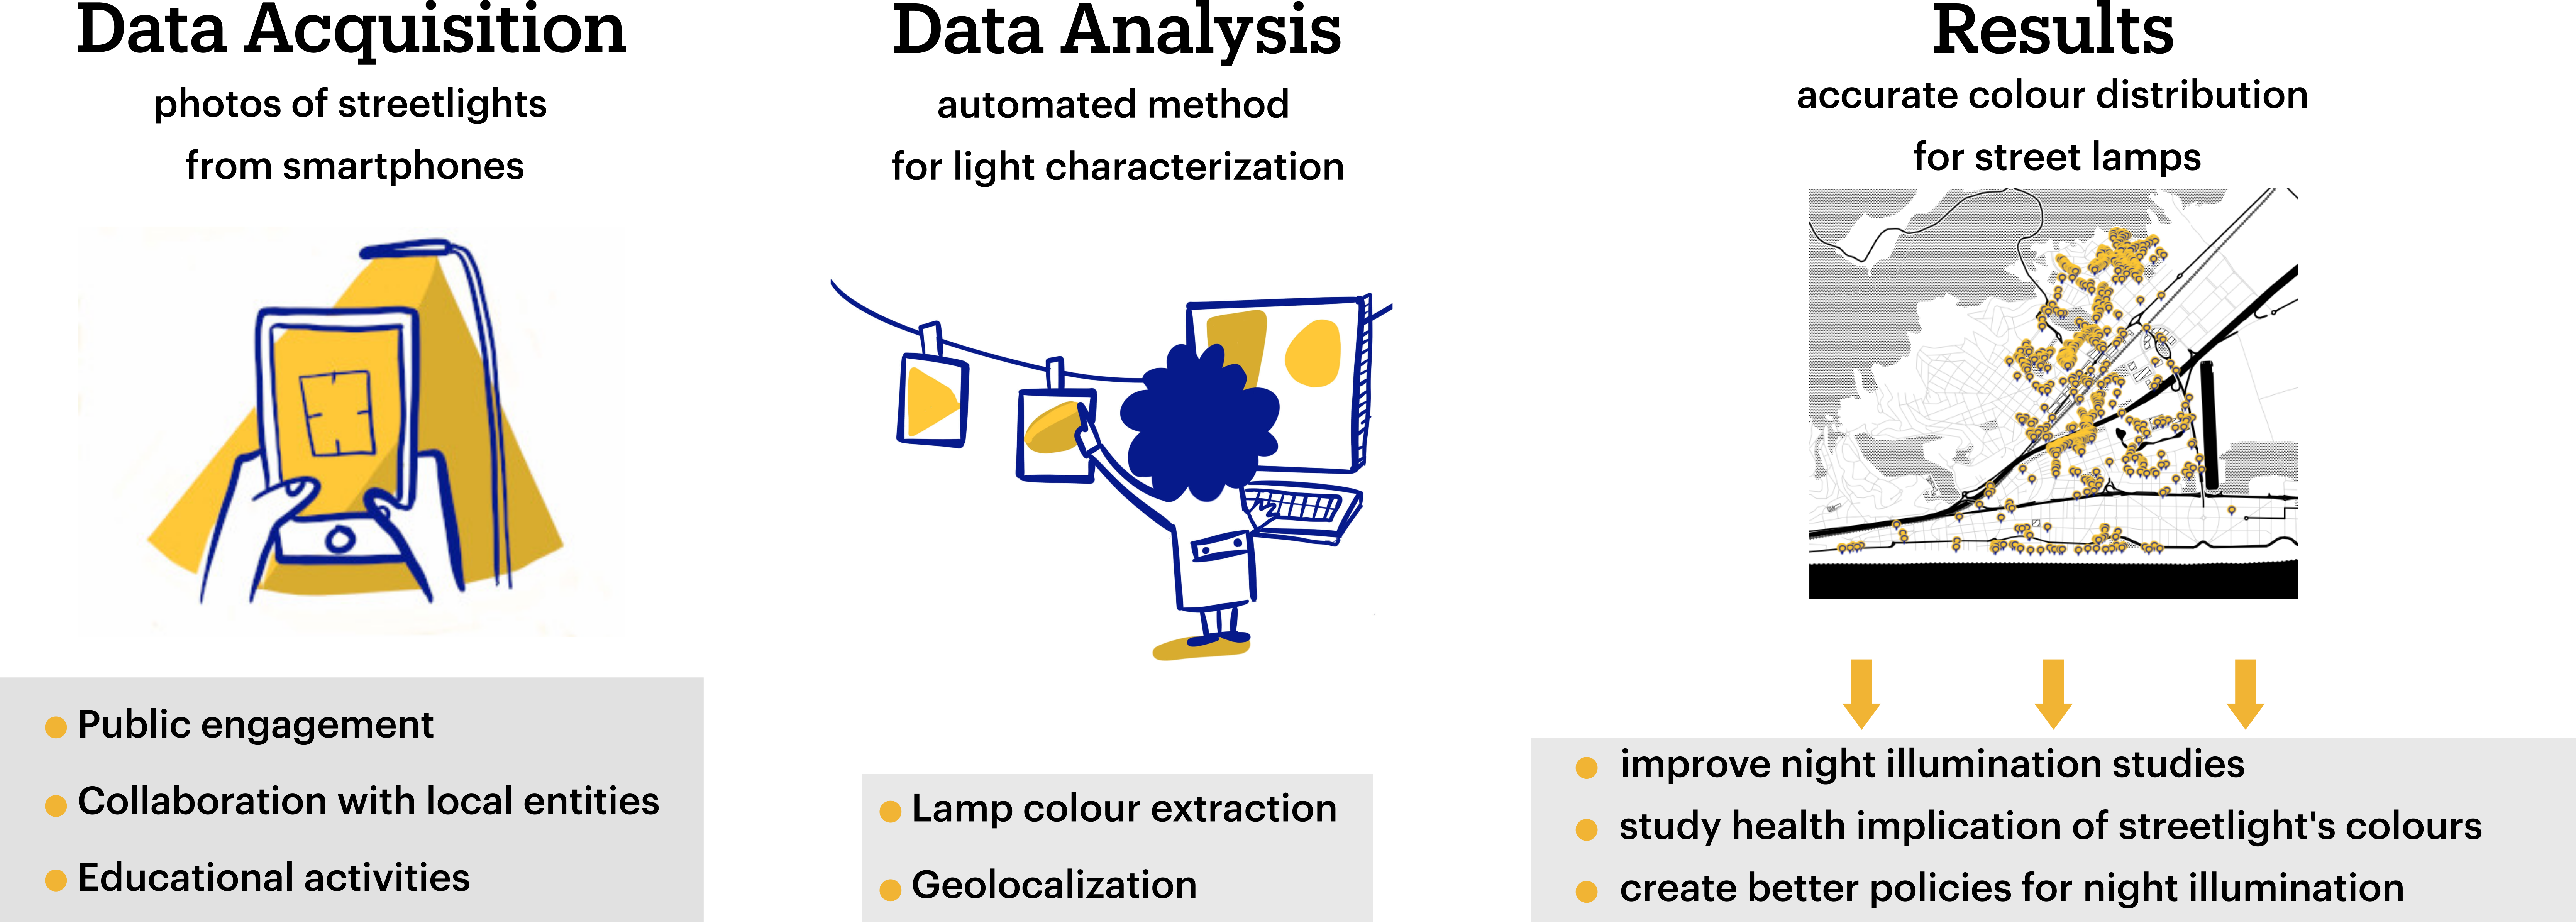 Data Acquisition
photos of streetlights
from smartphones
Public engagement
Collaboration with local entities
Educational activities
Data Analysis
automated method
for light characterization
Lamp colour extraction
Geolocalization
Results
accurate colour distribution
for street lamps
improve night illumination studies
study health implication of streetlight's colours
create better policies for night illumination